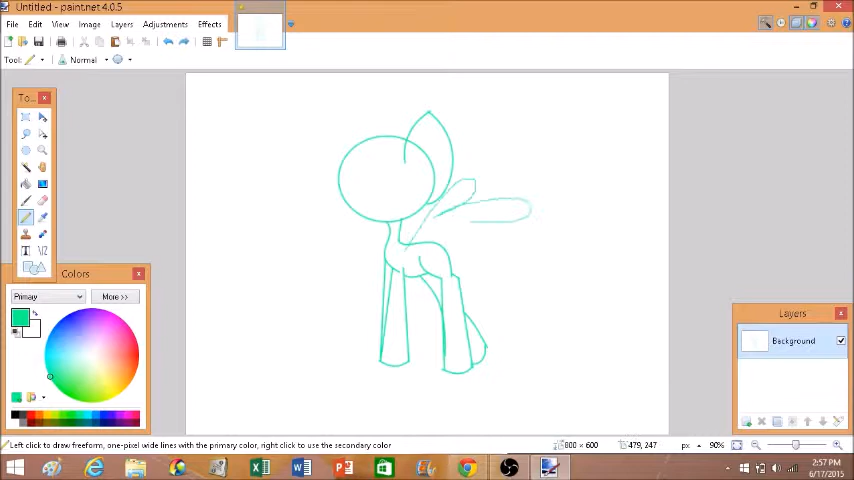 Untitled - paint.net 4.0.5
File Edit View Image Layers Adjustments Effects
Tool: Normal
To...
Colors
Primary More >>
Layers
Background
Left click to draw freeform, one-pixel wide lines with the primary color, right click to use the secondary color
800 × 600 479, 247 px 90%
2:57 PM
6/17/2015